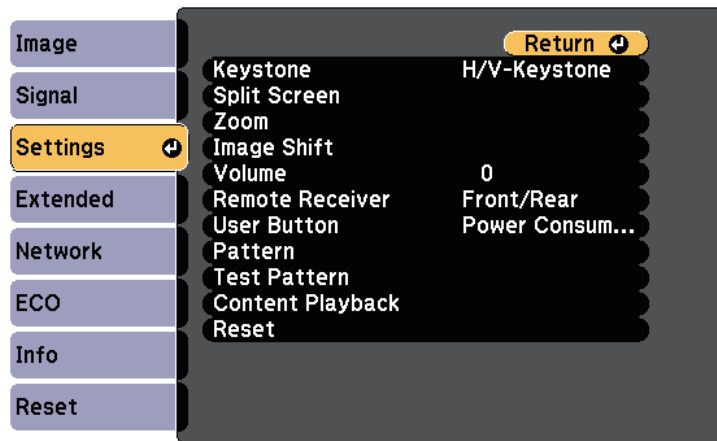 Image
Signal
Settings
Extended
Network
ECO
Info
Reset
Return
Keystone H/V-Keystone
Split Screen
Zoom
Image Shift
Volume 0
Remote Receiver Front/Rear
User Button Power Consum...
Pattern
Test Pattern
Content Playback
Reset